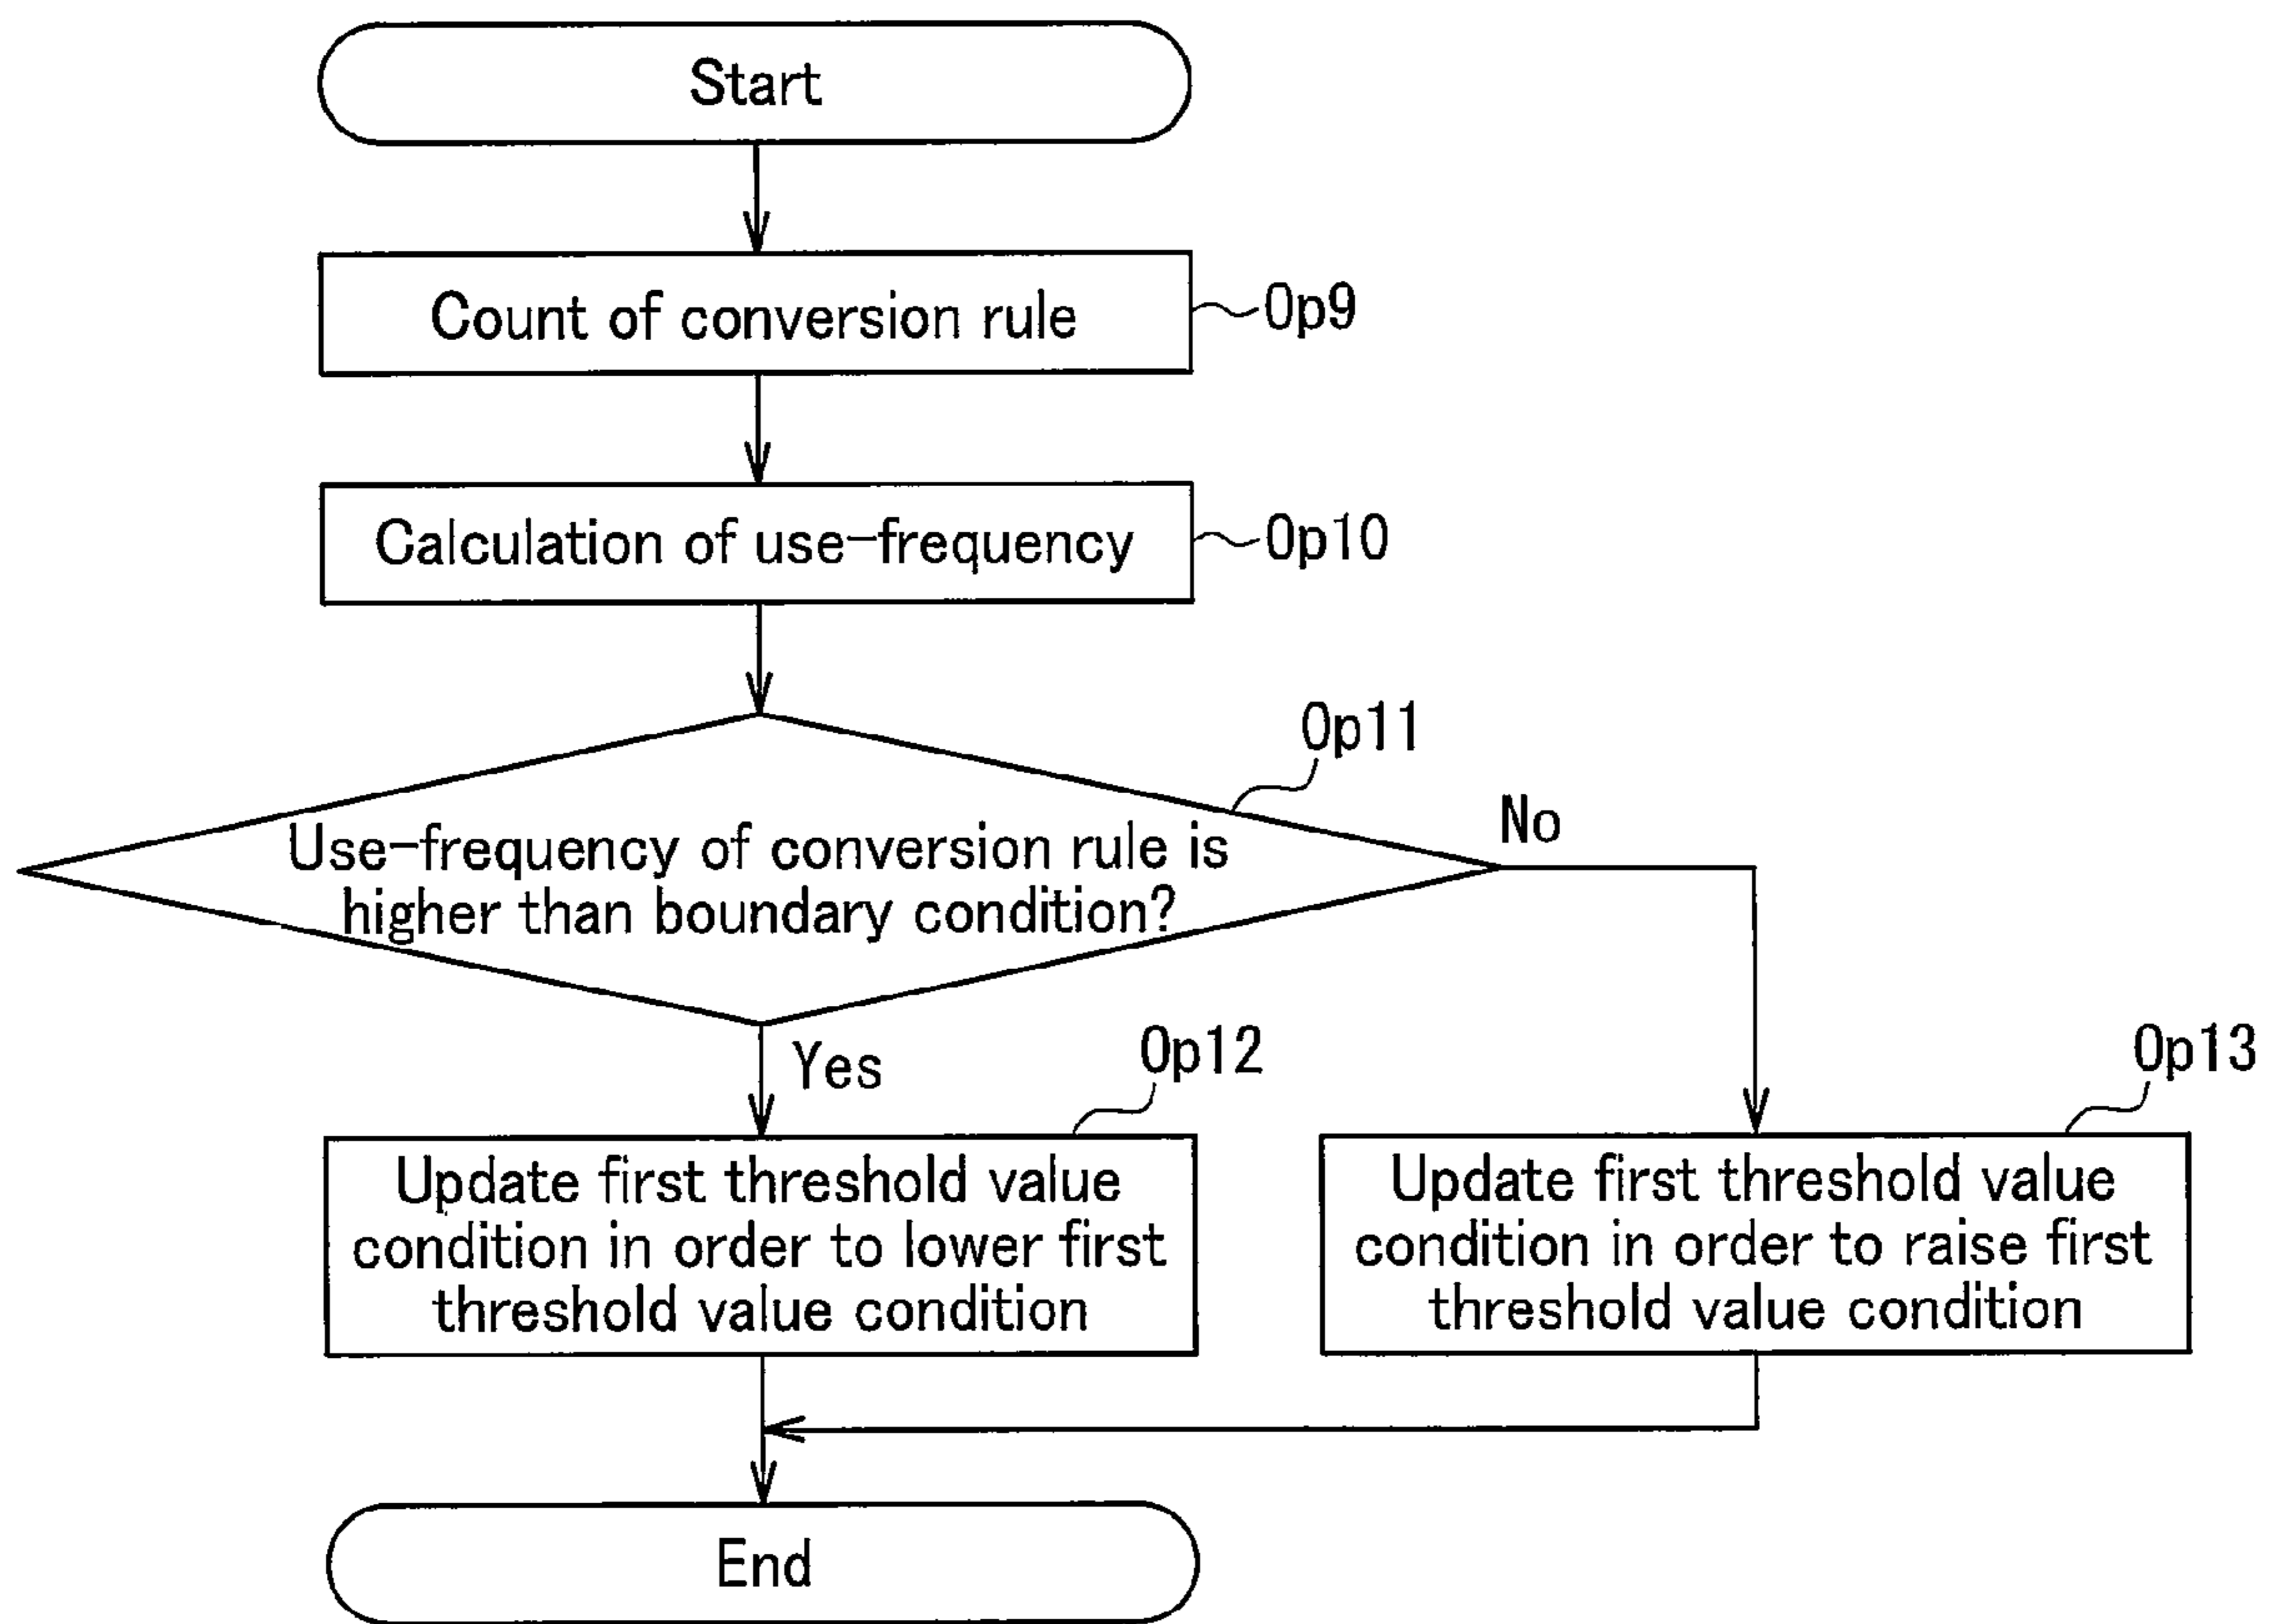 Start
Count of conversion rule
Op9
Calculation of use-frequency
Op10
Op11
Use-frequency of conversion rule is
higher than boundary condition?
No
Yes
Op12
Op13
Update first threshold value
condition in order to lower first
threshold value condition
Update first threshold value
condition in order to raise first
threshold value condition
End